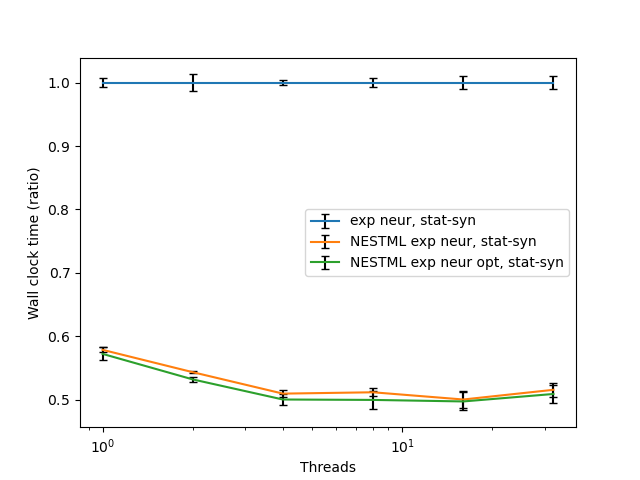 1.0
0.9
0.8
0.7
0.6
0.5
Wall clock time (ratio)
exp neur, stat-syn
NESTML exp neur, stat-syn
NESTML exp neur opt, stat-syn
10⁰
10¹
Threads